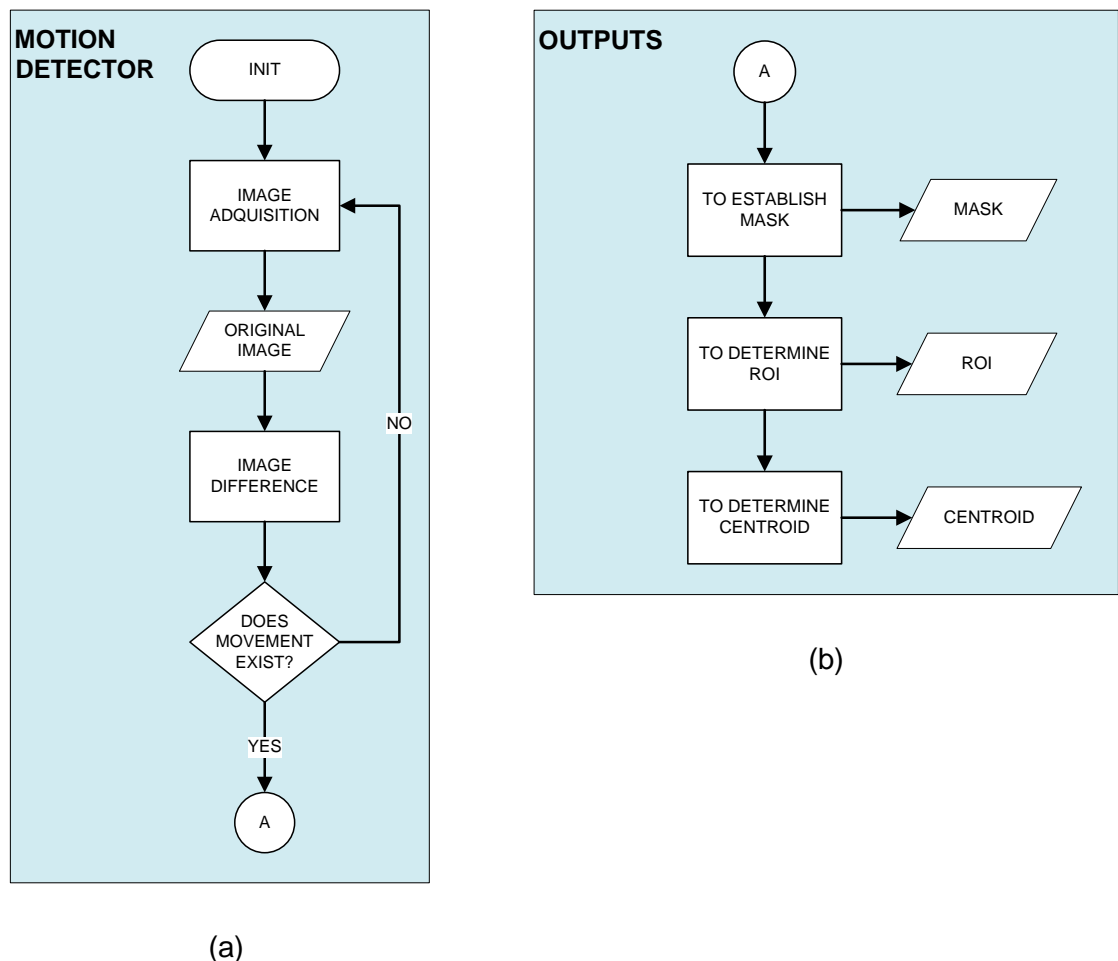 MOTION
DETECTOR
INIT
IMAGE
ADQUISITION
ORIGINAL
IMAGE
NO
IMAGE
DIFFERENCE
DOES
MOVEMENT
EXIST?
YES
A
(a)
OUTPUTS
A
TO ESTABLISH
MASK
MASK
TO DETERMINE
ROI
ROI
TO DETERMINE
CENTROID
CENTROID
(b)